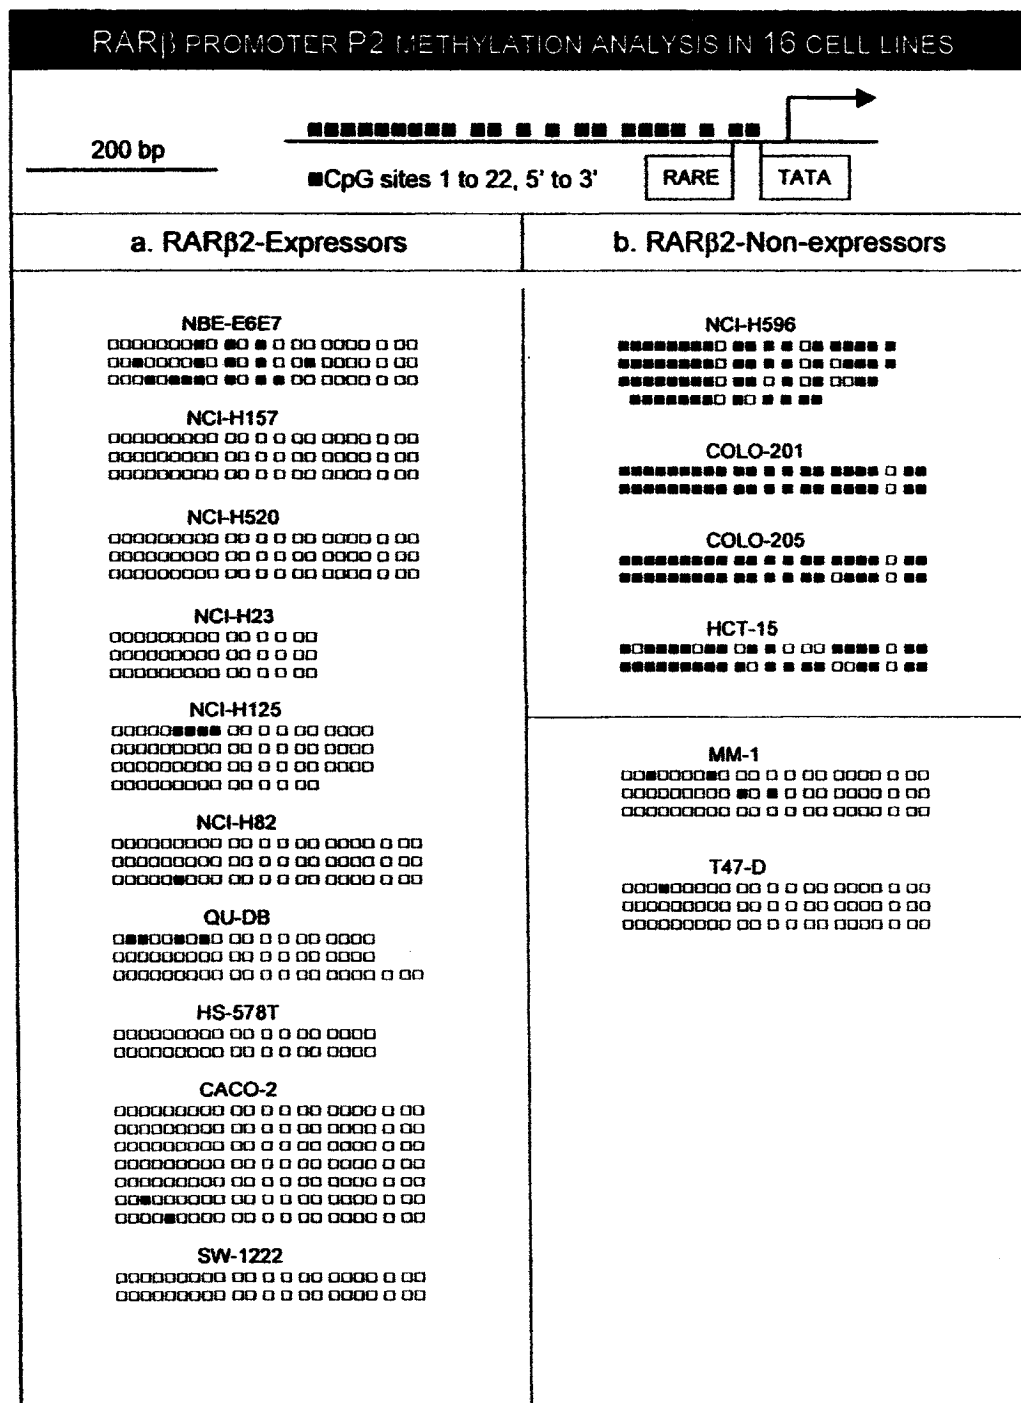 RARβ PROMOTER P2 METHYLATION ANALYSIS IN 16 CELL LINES
200 bp
■CpG sites 1 to 22, 5' to 3'
RARE
TATA
a. RARβ2-Expressors
b. RARβ2-Non-expressors
NBE-E6E7
NCI-H157
NCI-H520
NCI-H23
NCI-H125
NCI-H82
QU-DB
HS-578T
CACO-2
SW-1222
NCI-H596
COLO-201
COLO-205
HCT-15
MM-1
T47-D